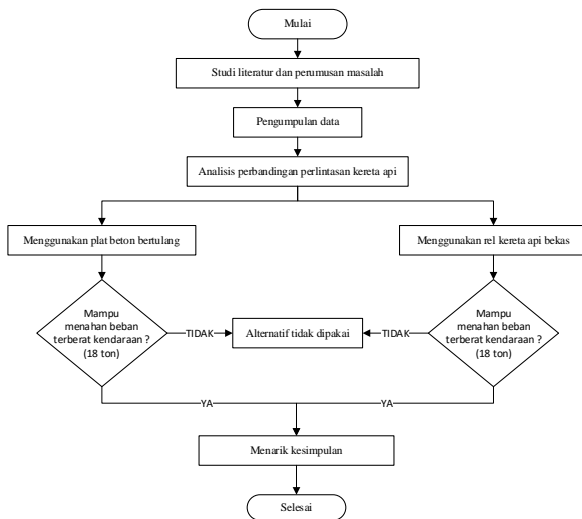 Mulai
Studi literatur dan perumusan masalah
Pengumpulan data
Analisis perbandingan perlintasan kereta api
Menggunakan plat beton bertulang
Menggunakan rel kereta api bekas
Mampu
menahan beban
terberat kendaraan ?
(18 ton)
TIDAK
Alternatif tidak dipakai
TIDAK
Mampu
menahan beban
terberat kendaraan ?
(18 ton)
YA
YA
Menarik kesimpulan
Selesai